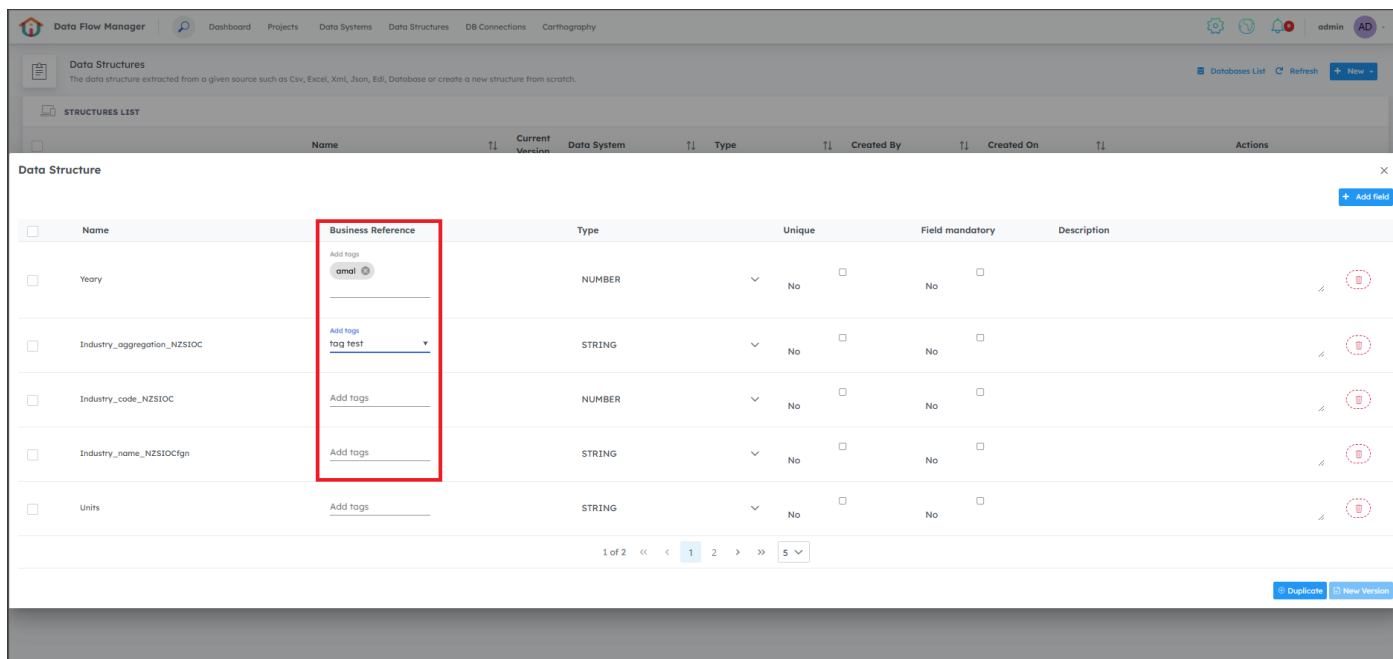 Data Flow Manager Dashboard Projects Data Systems Data Structures DB Connections Carthography admin AD
Data Structures
The data structure extracted from a given source such as Csv, Excel, Xml, Json, Edi, Database or create a new structure from scratch.
Databases List Refresh + New
STRUCTURES LIST
Name Current Version Data System Type Created By Created On Actions
Data Structure ×
+ Add field
Name Business Reference Type Unique Field mandatory Description
Add tags
Yeary amal NUMBER No No
Add tags
Industry_aggregation_NZSIOC tag test STRING No No
Industry_code_NZSIOC Add tags NUMBER No No
Industry_name_NZSIOCfgn Add tags STRING No No
Units Add tags STRING No No
1 of 2 « < 1 2 > » 5
Duplicate New Version